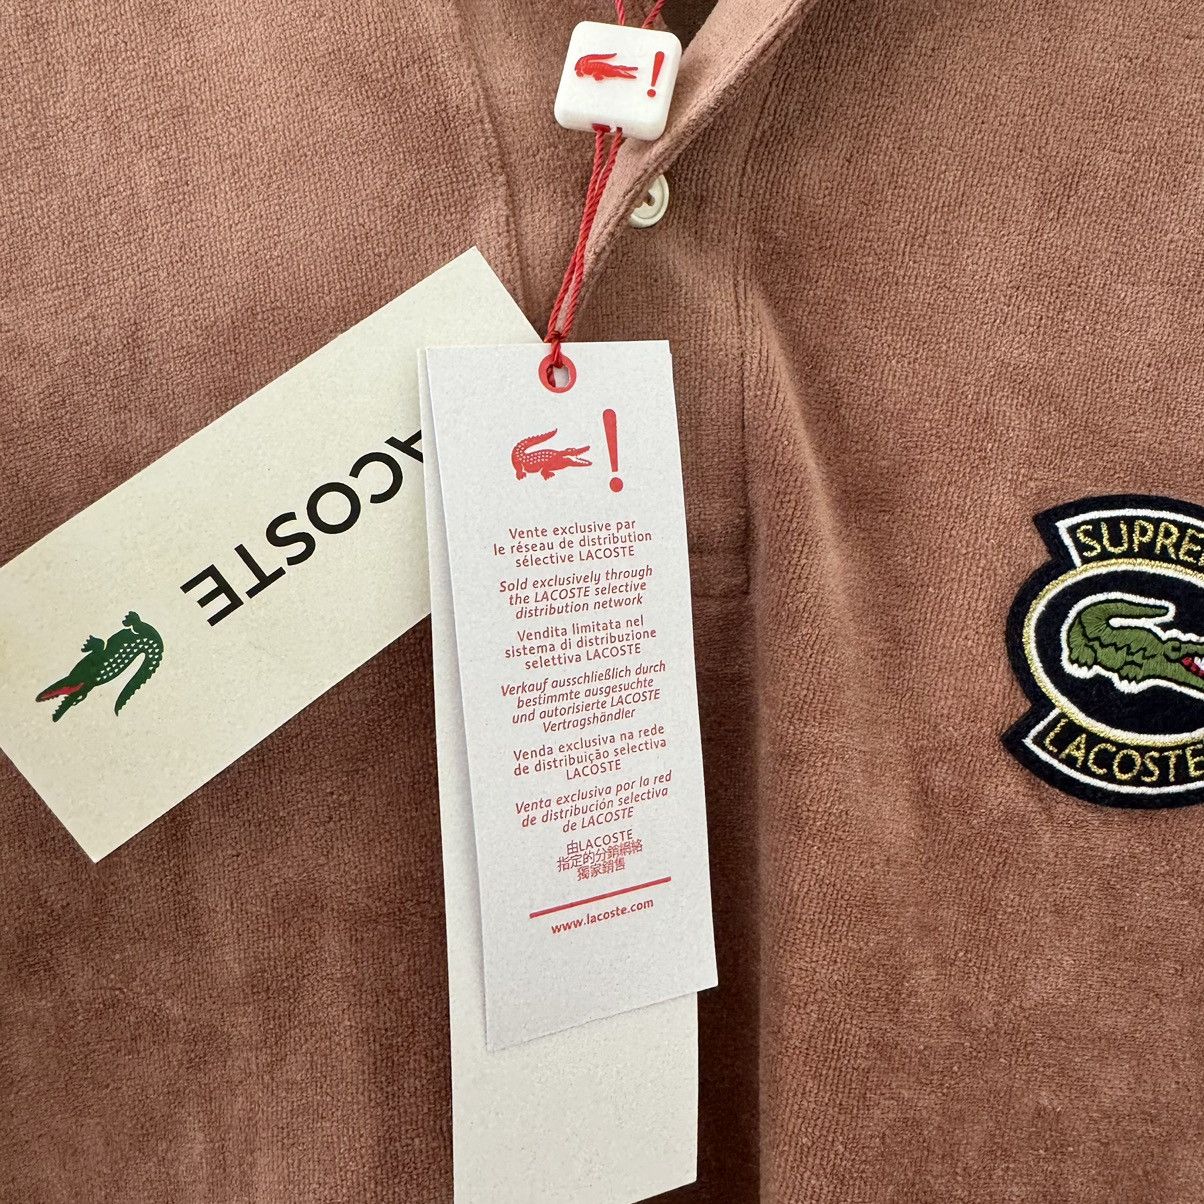 !
ACOSTE
!
Vente exclusive par
le réseau de distribution
sélective LACOSTE
Sold exclusively through
the LACOSTE selective
distribution network
Vendita limitata nel
sistema di distribuzione
selettiva LACOSTE
Verkauf ausschließlich durch
bestimmte ausgesuchte
und autorisierte LACOSTE
Vertragshändler
Venda exclusiva na rede
de distribuição selectiva
LACOSTE
Venta exclusiva por la red
de distribución selectiva
de LACOSTE
由LACOSTE
指定的分銷網絡
獨家銷售
www.lacoste.com
SUPRE
LACOSTE